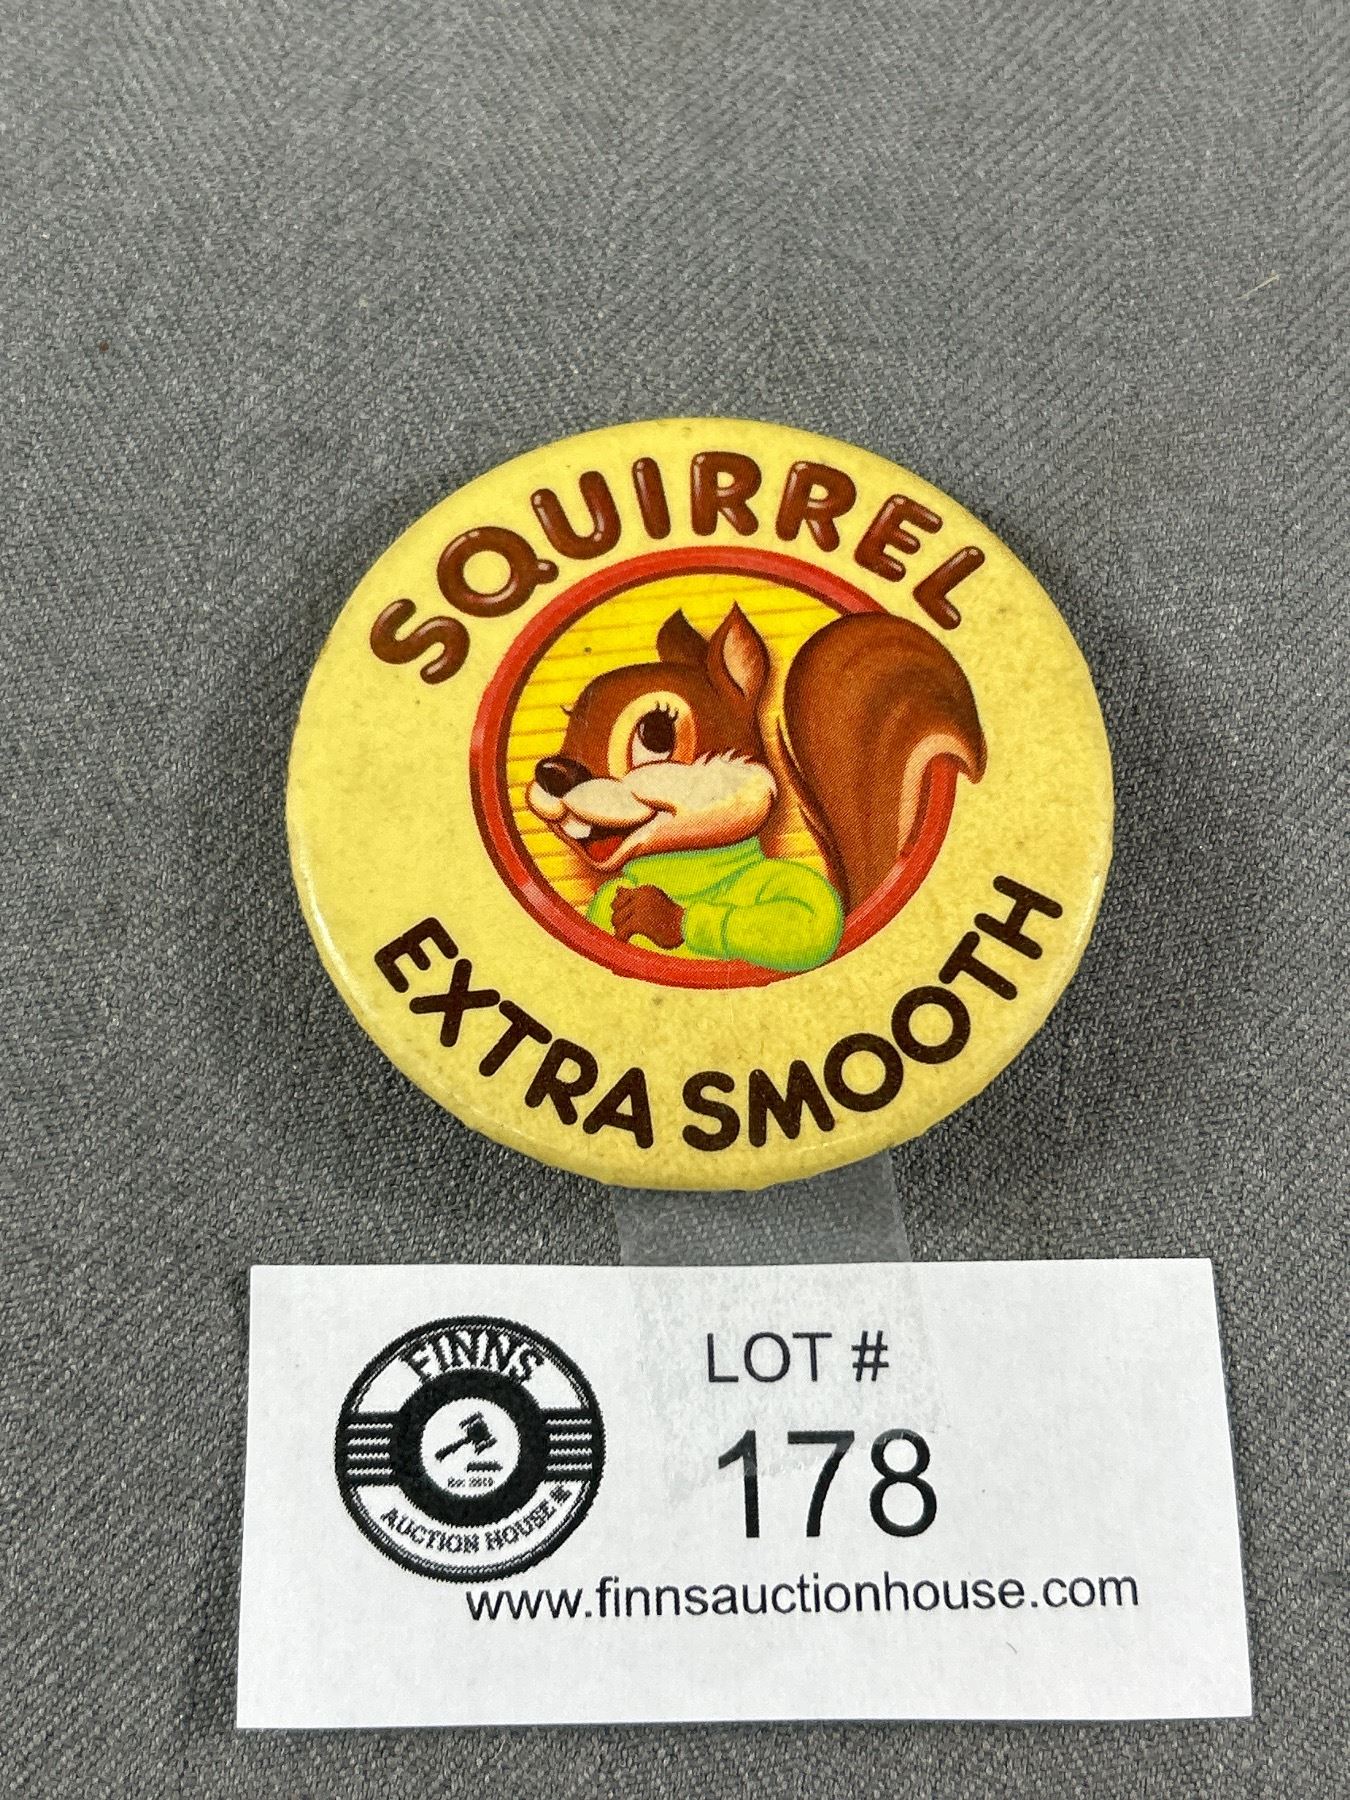 SQUIRREL
EXTRA SMOOTH
FINNS
AUCTION HOUSE
LOT #
178
www.finnsauctionhouse.com